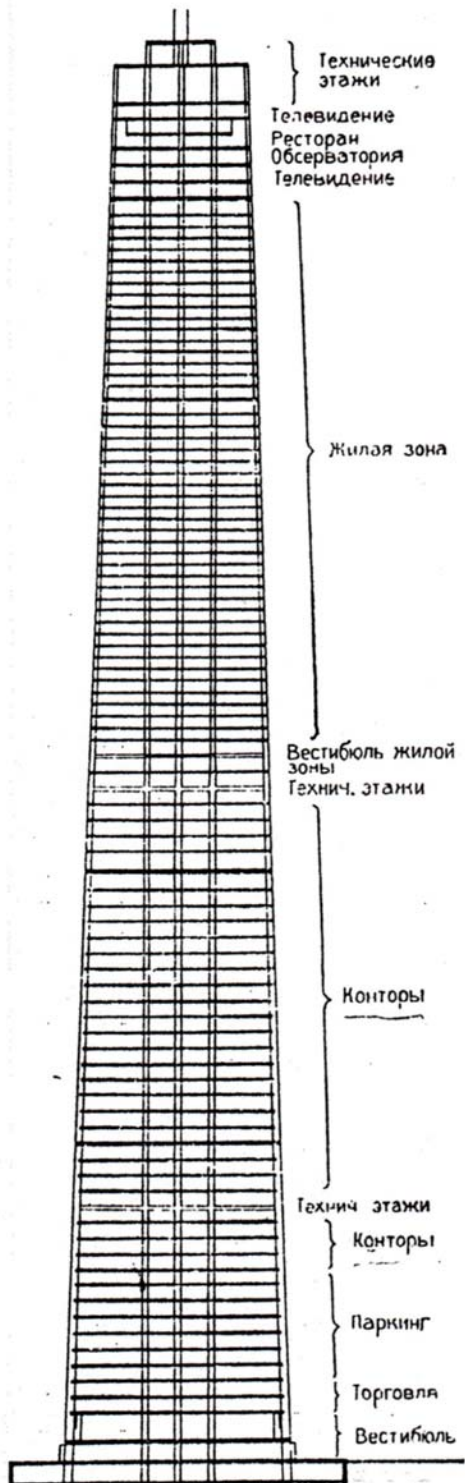 Технические
этажи
Телевидение
Ресторан
Обсерватория
Телевидение
Жилая зона
Вестибюль жилой
зоны
Технич. этажи
Конторы
Технич этажи
Конторы
Паркинг
Торговля
Вестибюль